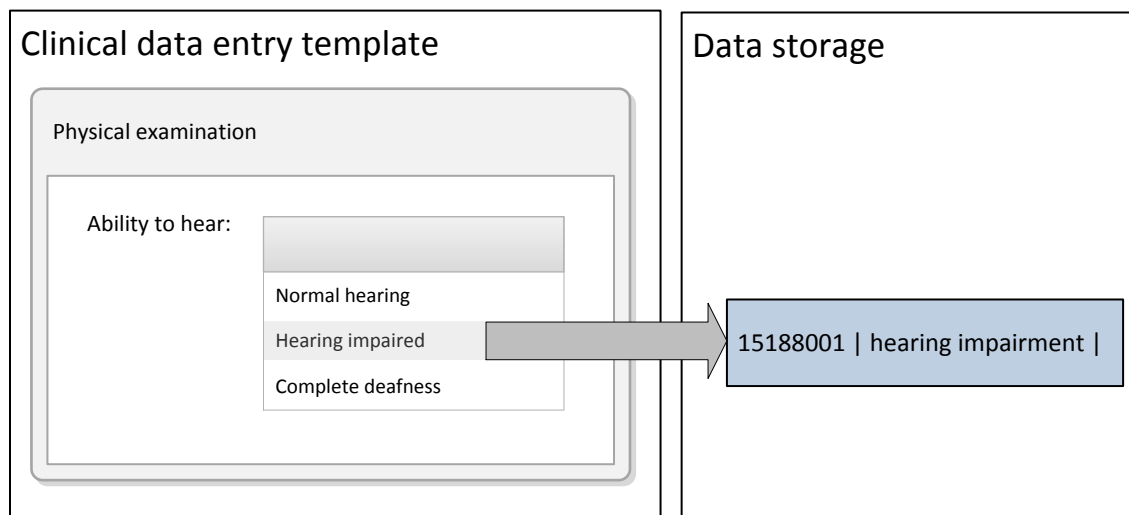 Clinical data entry template
Physical examination
Ability to hear:
Normal hearing
Hearing impaired
Complete deafness
Data storage
15188001 | hearing impairment |